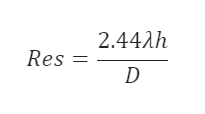 Res = 2.44λh / D